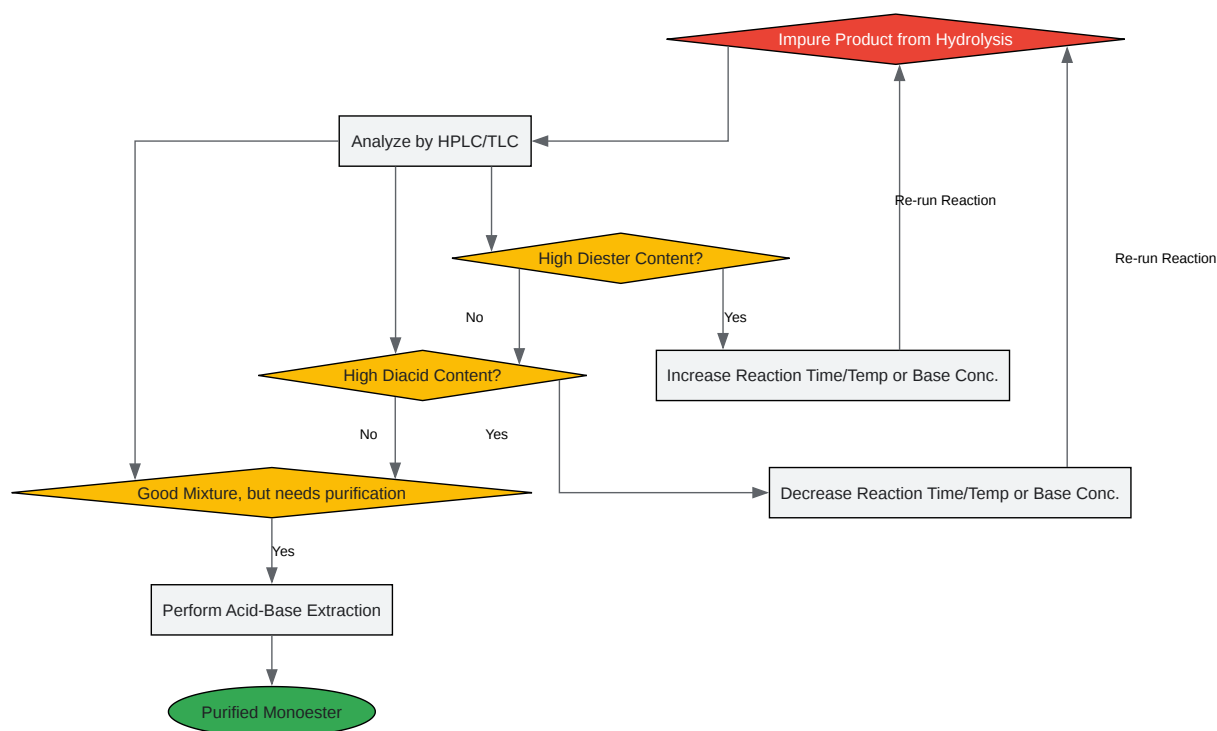 Impure Product from Hydrolysis
Analyze by HPLC/TLC
Re-run Reaction
High Diester Content?
Re-run Reaction
No
Yes
High Diacid Content?
Increase Reaction Time/Temp or Base Conc.
No
Yes
Good Mixture, but needs purification
Decrease Reaction Time/Temp or Base Conc.
Yes
Perform Acid-Base Extraction
Purified Monoester